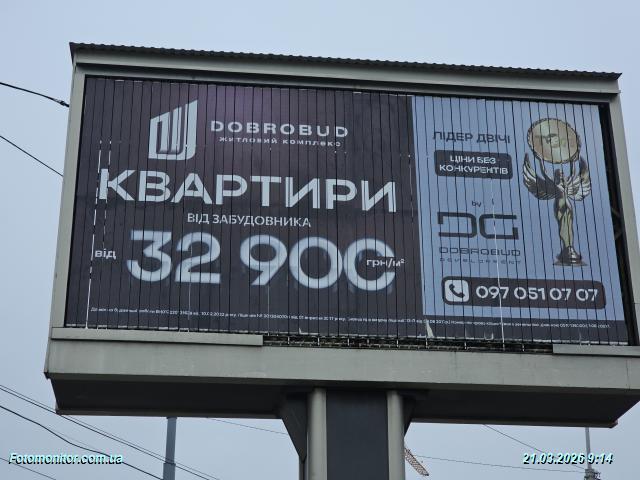 DOBROBUD
ЖИТЛОВИЙ КОМПЛЕКС
КВАРТИРИ
ВІД ЗАБУДОВНИКА
від 32 900 грн/м²
ЛІДЕР ДВІЧІ
ЦІНИ БЕЗ
КОНКУРЕНТІВ
by
DG
DOBROBUD
DEVELOPMENT
097 051 07 07
Fotomonitor.com.ua
21.03.2026 9:14